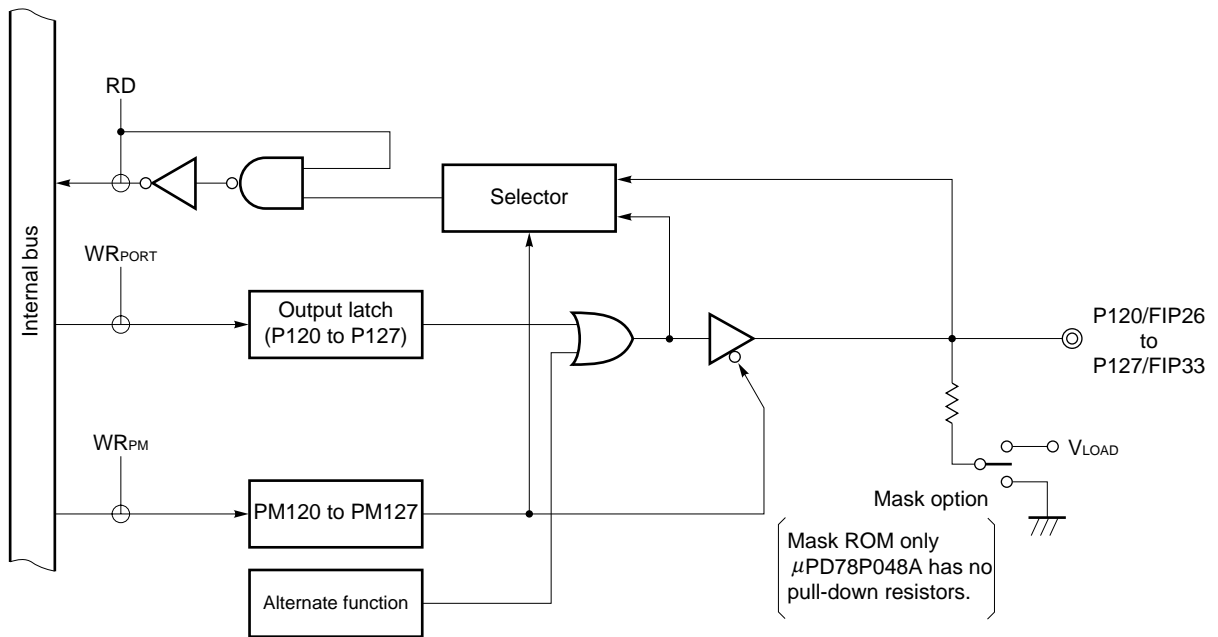 RD
Selector
Internal bus
WRPORT
Output latch
(P120 to P127)
P120/FIP26
to
P127/FIP33
WRPM
VLOAD
PM120 to PM127
Mask option
Mask ROM only
μPD78P048A has no
pull-down resistors.
Alternate function